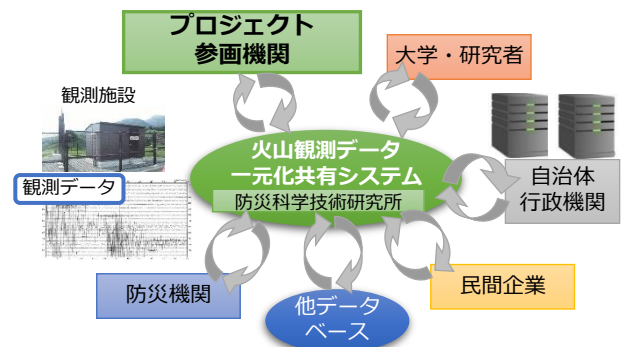 プロジェクト
参画機関
大学・研究者
観測施設
火山観測データ
一元化共有システム
防災科学技術研究所
観測データ
自治体
行政機関
防災機関
他データ
ベース
民間企業